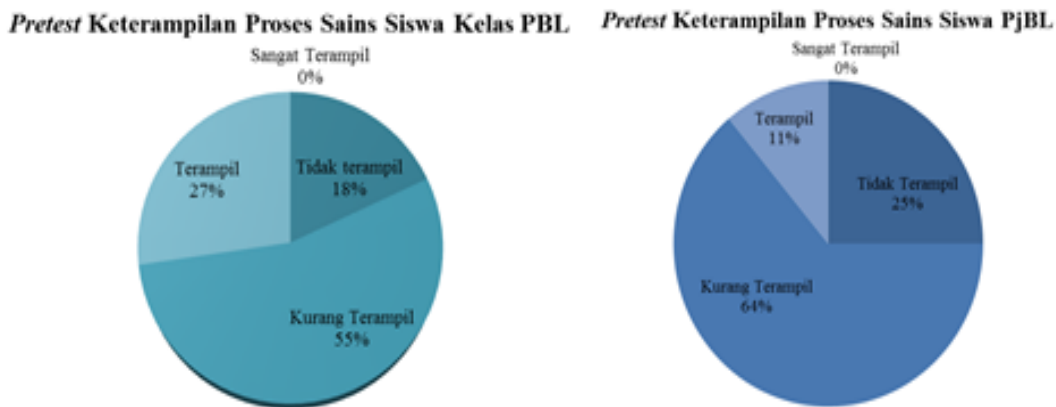 Pretest Keterampilan Proses Sains Siswa Kelas PBL
Sangat Terampil
0%
Terampil
27%
Tidak terampil
18%
Kurang Terampil
55%
Pretest Keterampilan Proses Sains Siswa PjBL
Sangat Terampil
0%
Terampil
11%
Tidak Terampil
25%
Kurang Terampil
64%